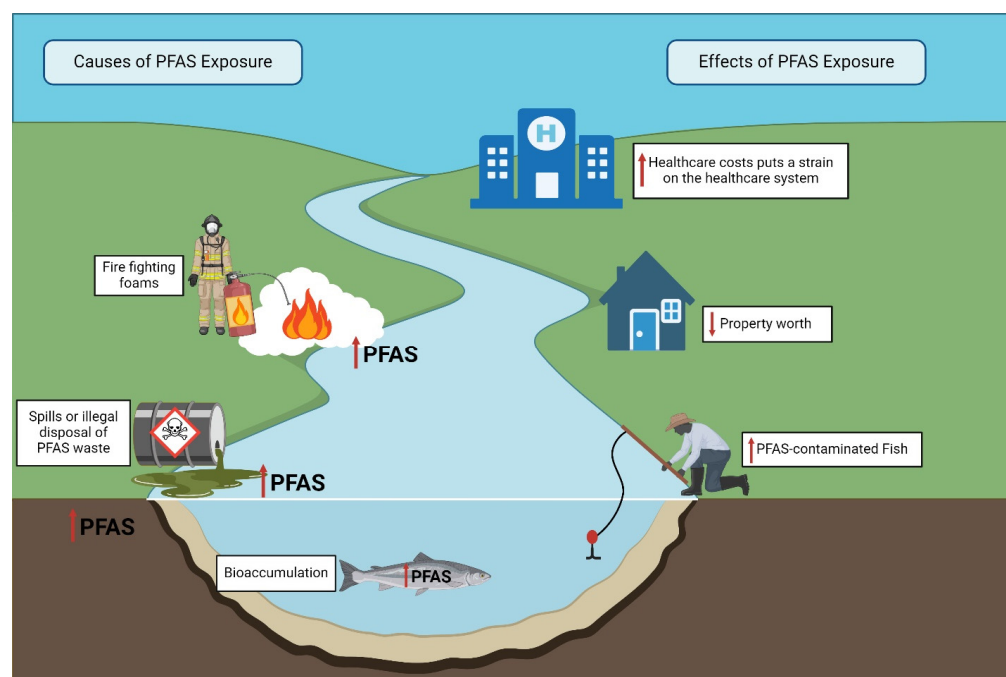 Causes of PFAS Exposure
Effects of PFAS Exposure
H
Healthcare costs puts a strain
on the healthcare system
Fire fighting
foams
PFAS
Property worth
Spills or illegal
disposal of
PFAS waste
PFAS
PFAS-contaminated Fish
PFAS
Bioaccumulation
PFAS